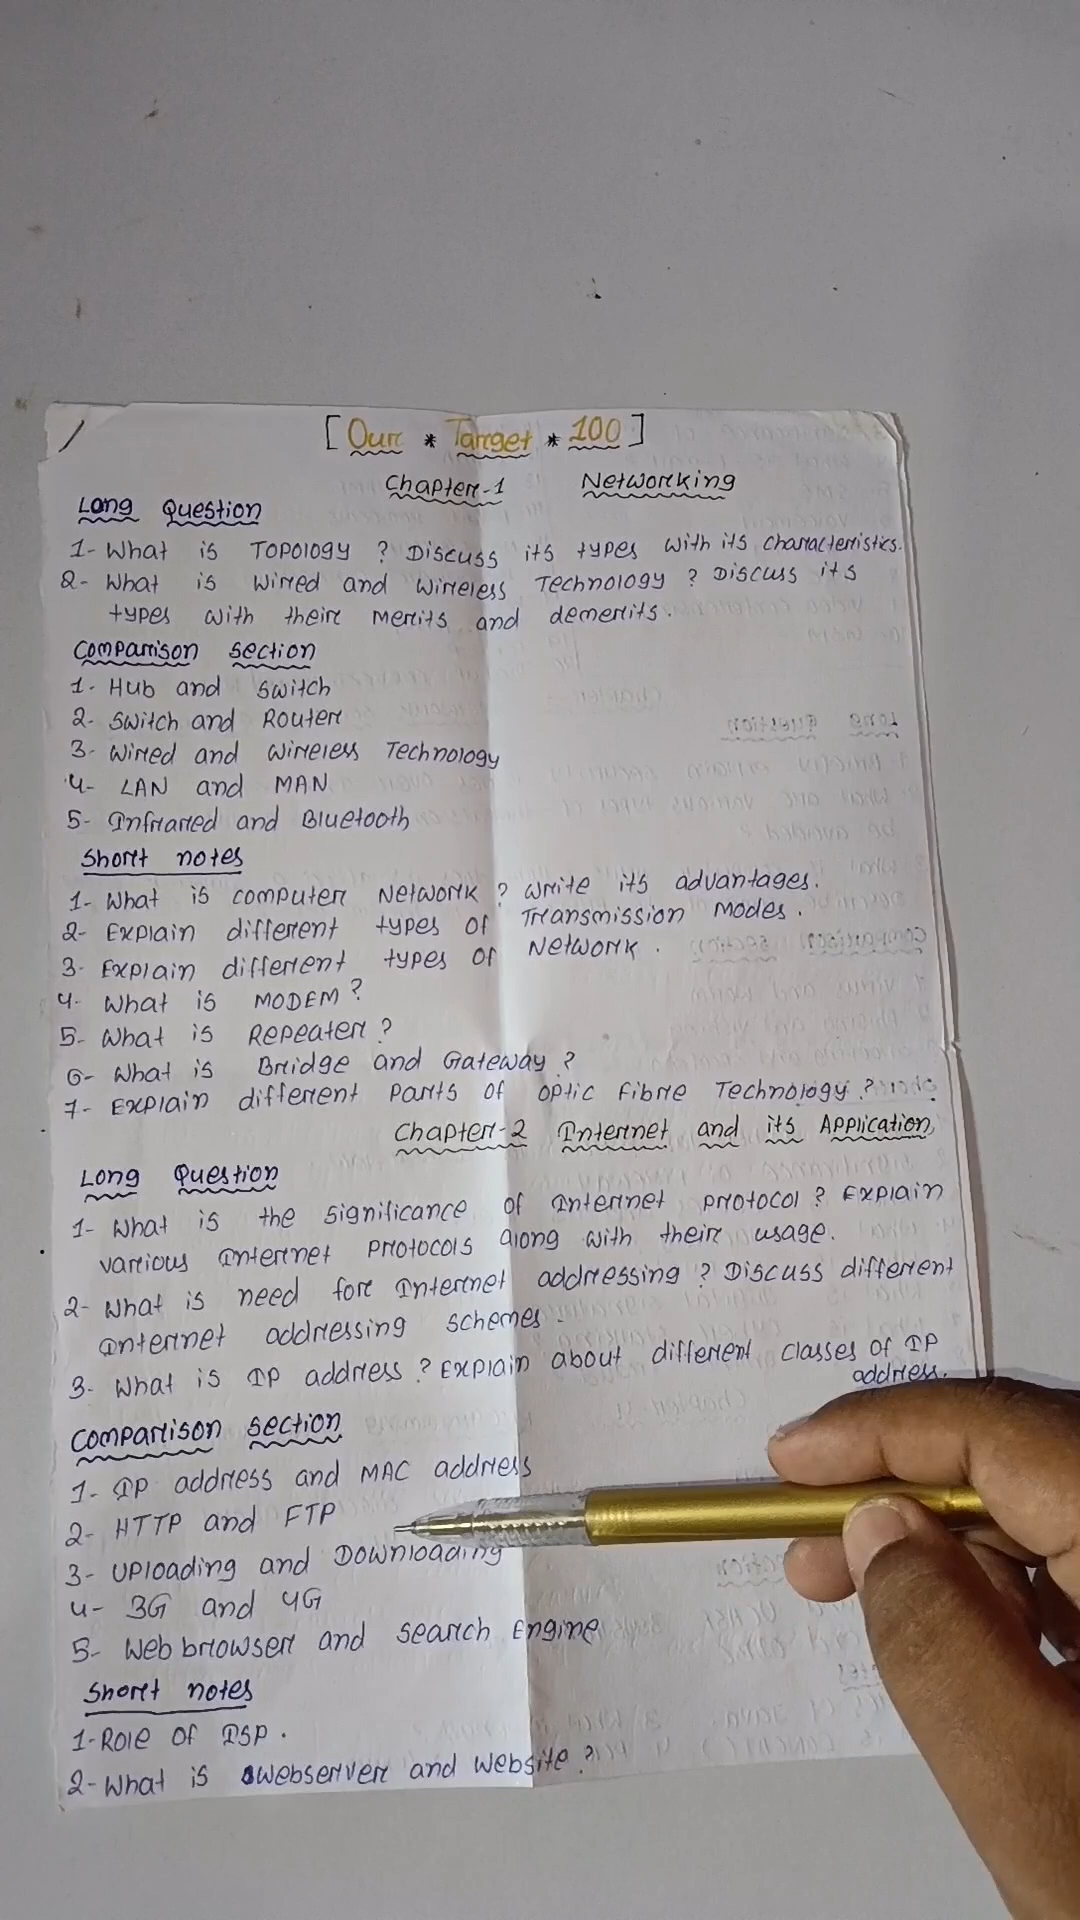 [ Our * Target * 100 ]
Chapter-1 Networking
Long Question
1- What is Topology ? Discuss its types with its characteristics.
2- What is wired and wireless Technology ? Discuss its
types with their merits and demerits.
Comparison section
1- Hub and switch
2- Switch and Router
3- Wired and wireless Technology
4- LAN and MAN
5- Infrared and Bluetooth
Short notes
1- What is computer Network ? Write its advantages.
2- Explain different types of Transmission Modes.
3- Explain different types of Network.
4- What is MODEM ?
5- What is Repeater ?
6- What is Bridge and Gateway ?
7- Explain different Parts of optic Fibre Technology ?
Chapter-2 Internet and its Application
Long Question
1- What is the significance of Internet protocol ? Explain
various Internet Protocols along with their usage.
2- What is need for Internet addressing ? Discuss different
Internet addressing schemes.
3- What is IP address ? Explain about different classes of IP
address.
Comparison section
1- IP address and MAC address
2- HTTP and FTP
3- Uploading and Downloading
4- 3G and 4G
5- Web browser and Search Engine
Short notes
1- Role of ISP.
2- What is webserver and website ?